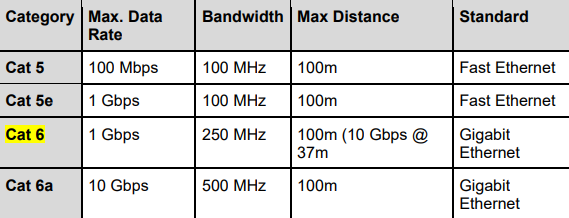 Category Max. Data Rate Bandwidth Max Distance Standard
Cat 5 100 Mbps 100 MHz 100m Fast Ethernet
Cat 5e 1 Gbps 100 MHz 100m Fast Ethernet
Cat 6 1 Gbps 250 MHz 100m (10 Gbps @ 37m Gigabit Ethernet
Cat 6a 10 Gbps 500 MHz 100m Gigabit Ethernet